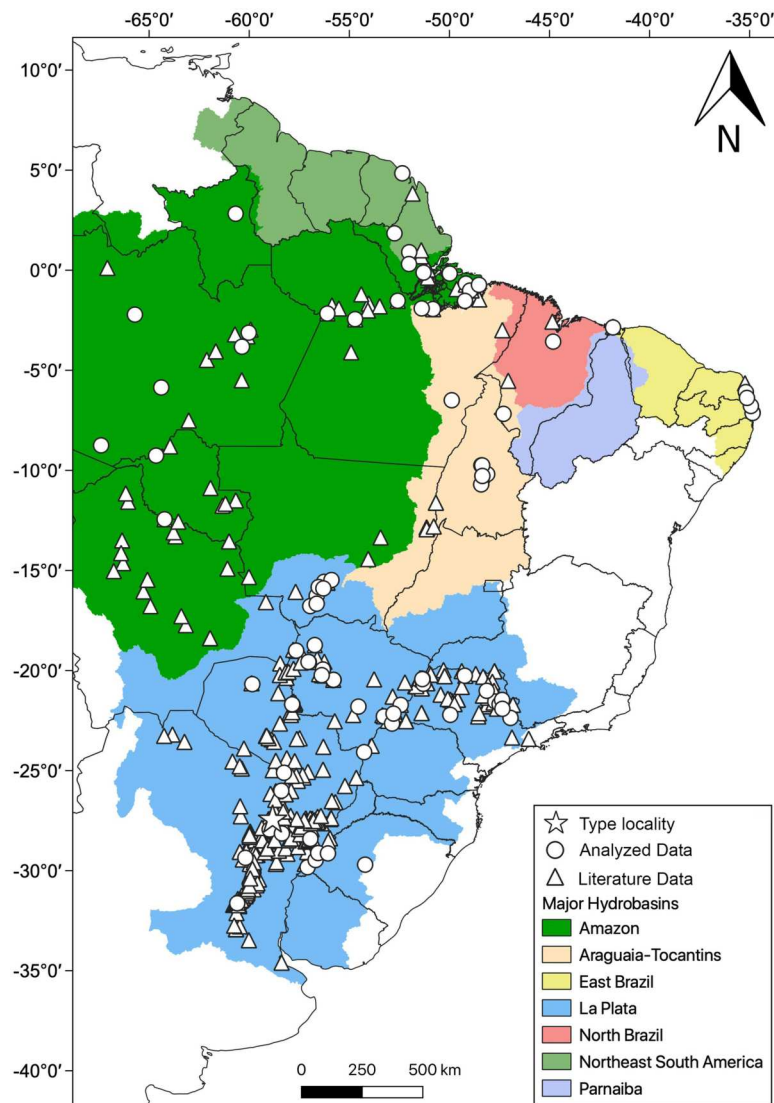 -65°0′ -60°0′ -55°0′ -50°0′ -45°0′ -40°0′ -35°0′
10°0′
N
5°0′
0°0′
-5°0′
-10°0′
-15°0′
-20°0′
-25°0′
-30°0′
-35°0′
-40°0′
Type locality
Analyzed Data
Literature Data
Major Hydrobasins
Amazon
Araguaia-Tocantins
East Brazil
La Plata
North Brazil
Northeast South America
Parnaiba
0 250 500 km